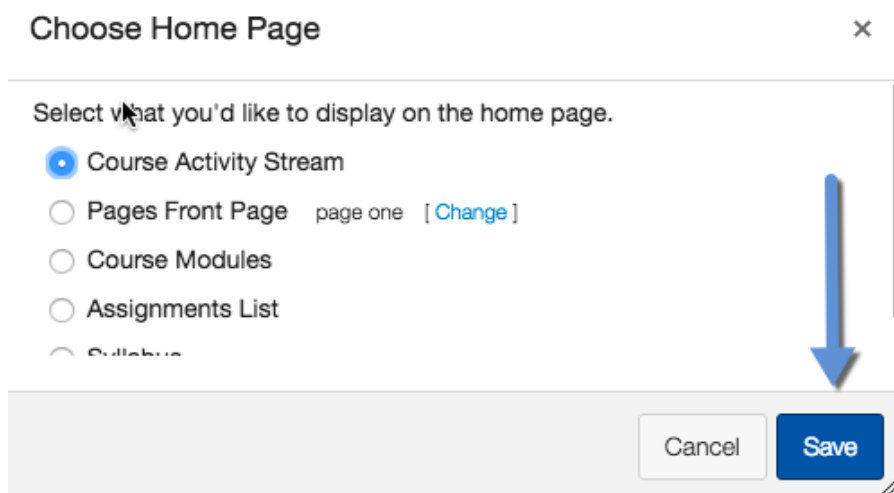 Choose Home Page ×
Select what you'd like to display on the home page.
Course Activity Stream
Pages Front Page page one [ Change ]
Course Modules
Assignments List
Syllabus
Cancel Save